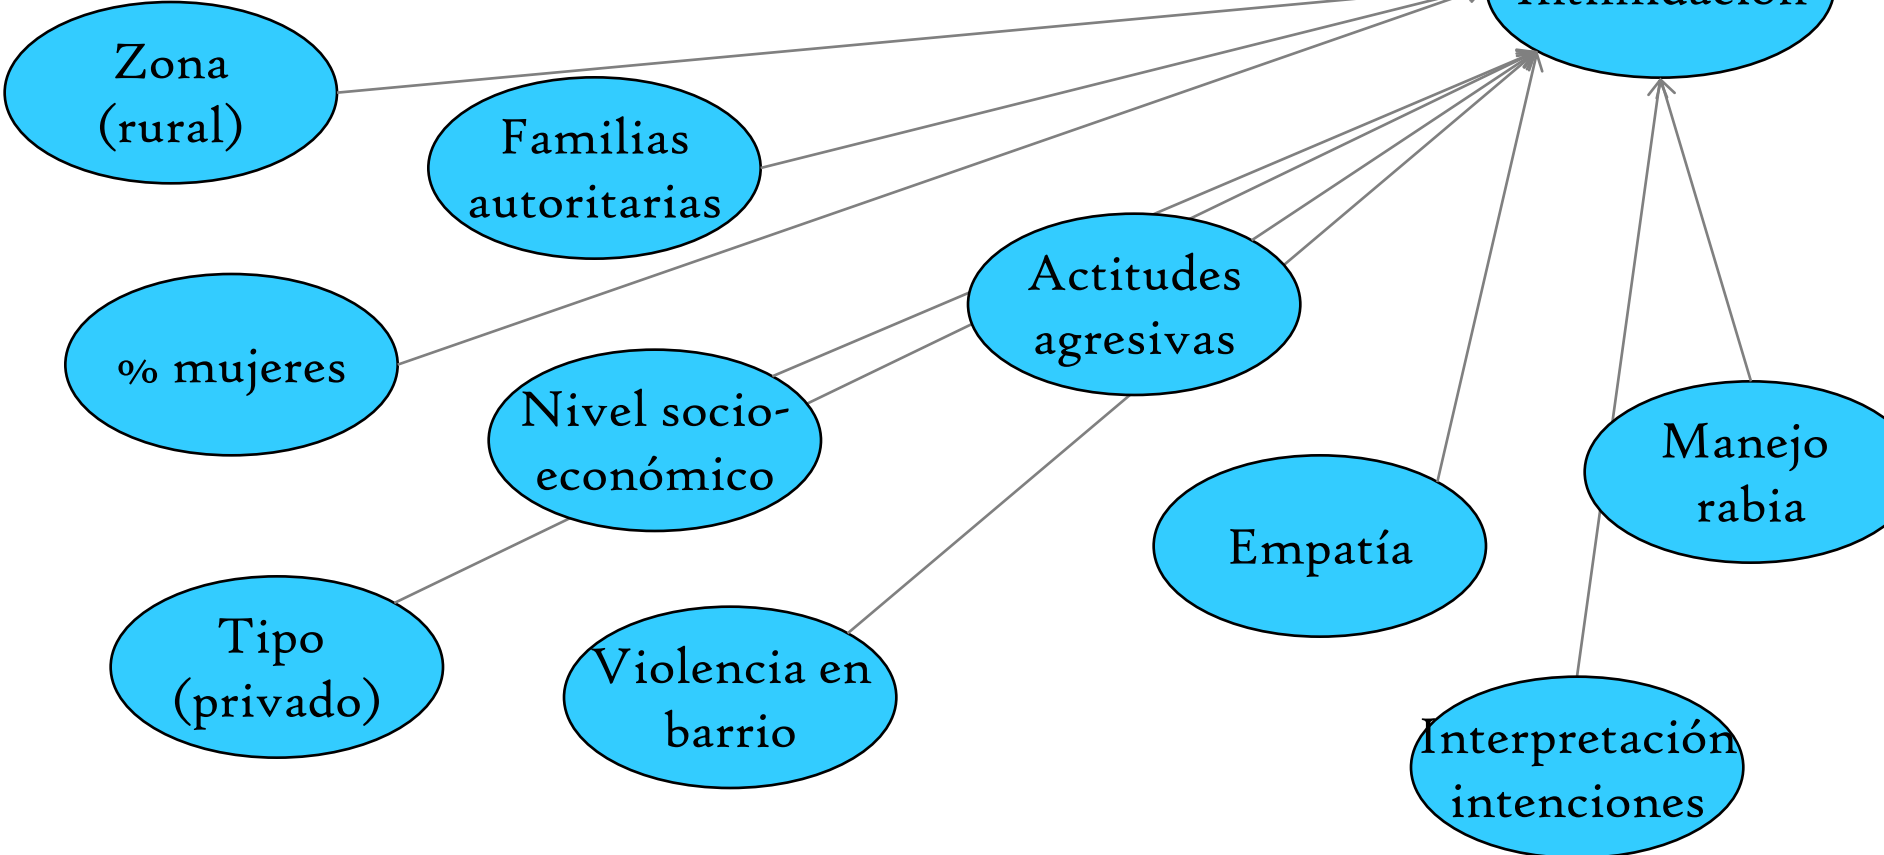 Intimidación
Zona
(rural)
Familias
autoritarias
Actitudes
agresivas
% mujeres
Nivel socio-
económico
Manejo
rabia
Empatía
Tipo
(privado)
Violencia en
barrio
Interpretación
intenciones